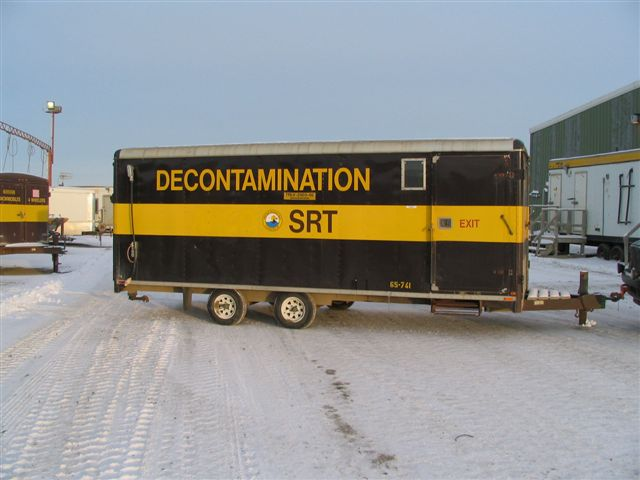 DECONTAMINATION
SRT
EXIT
65-741